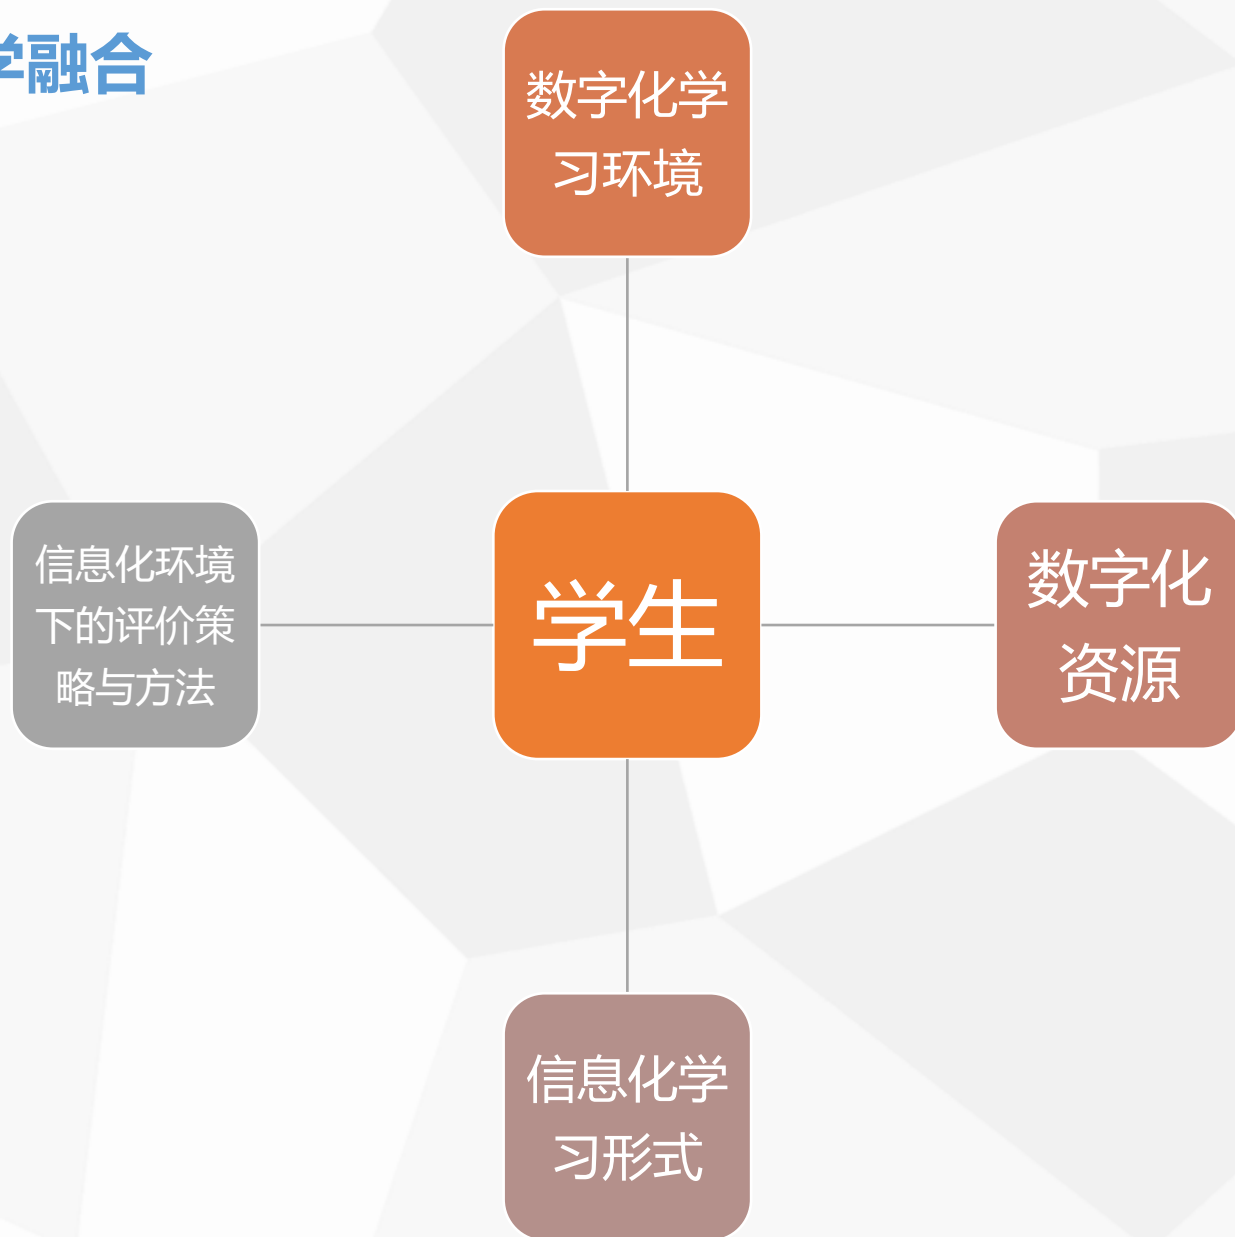 学融合
数字化学
习环境
信息化环境
下的评价策
略与方法
学生
数字化
资源
信息化学
习形式